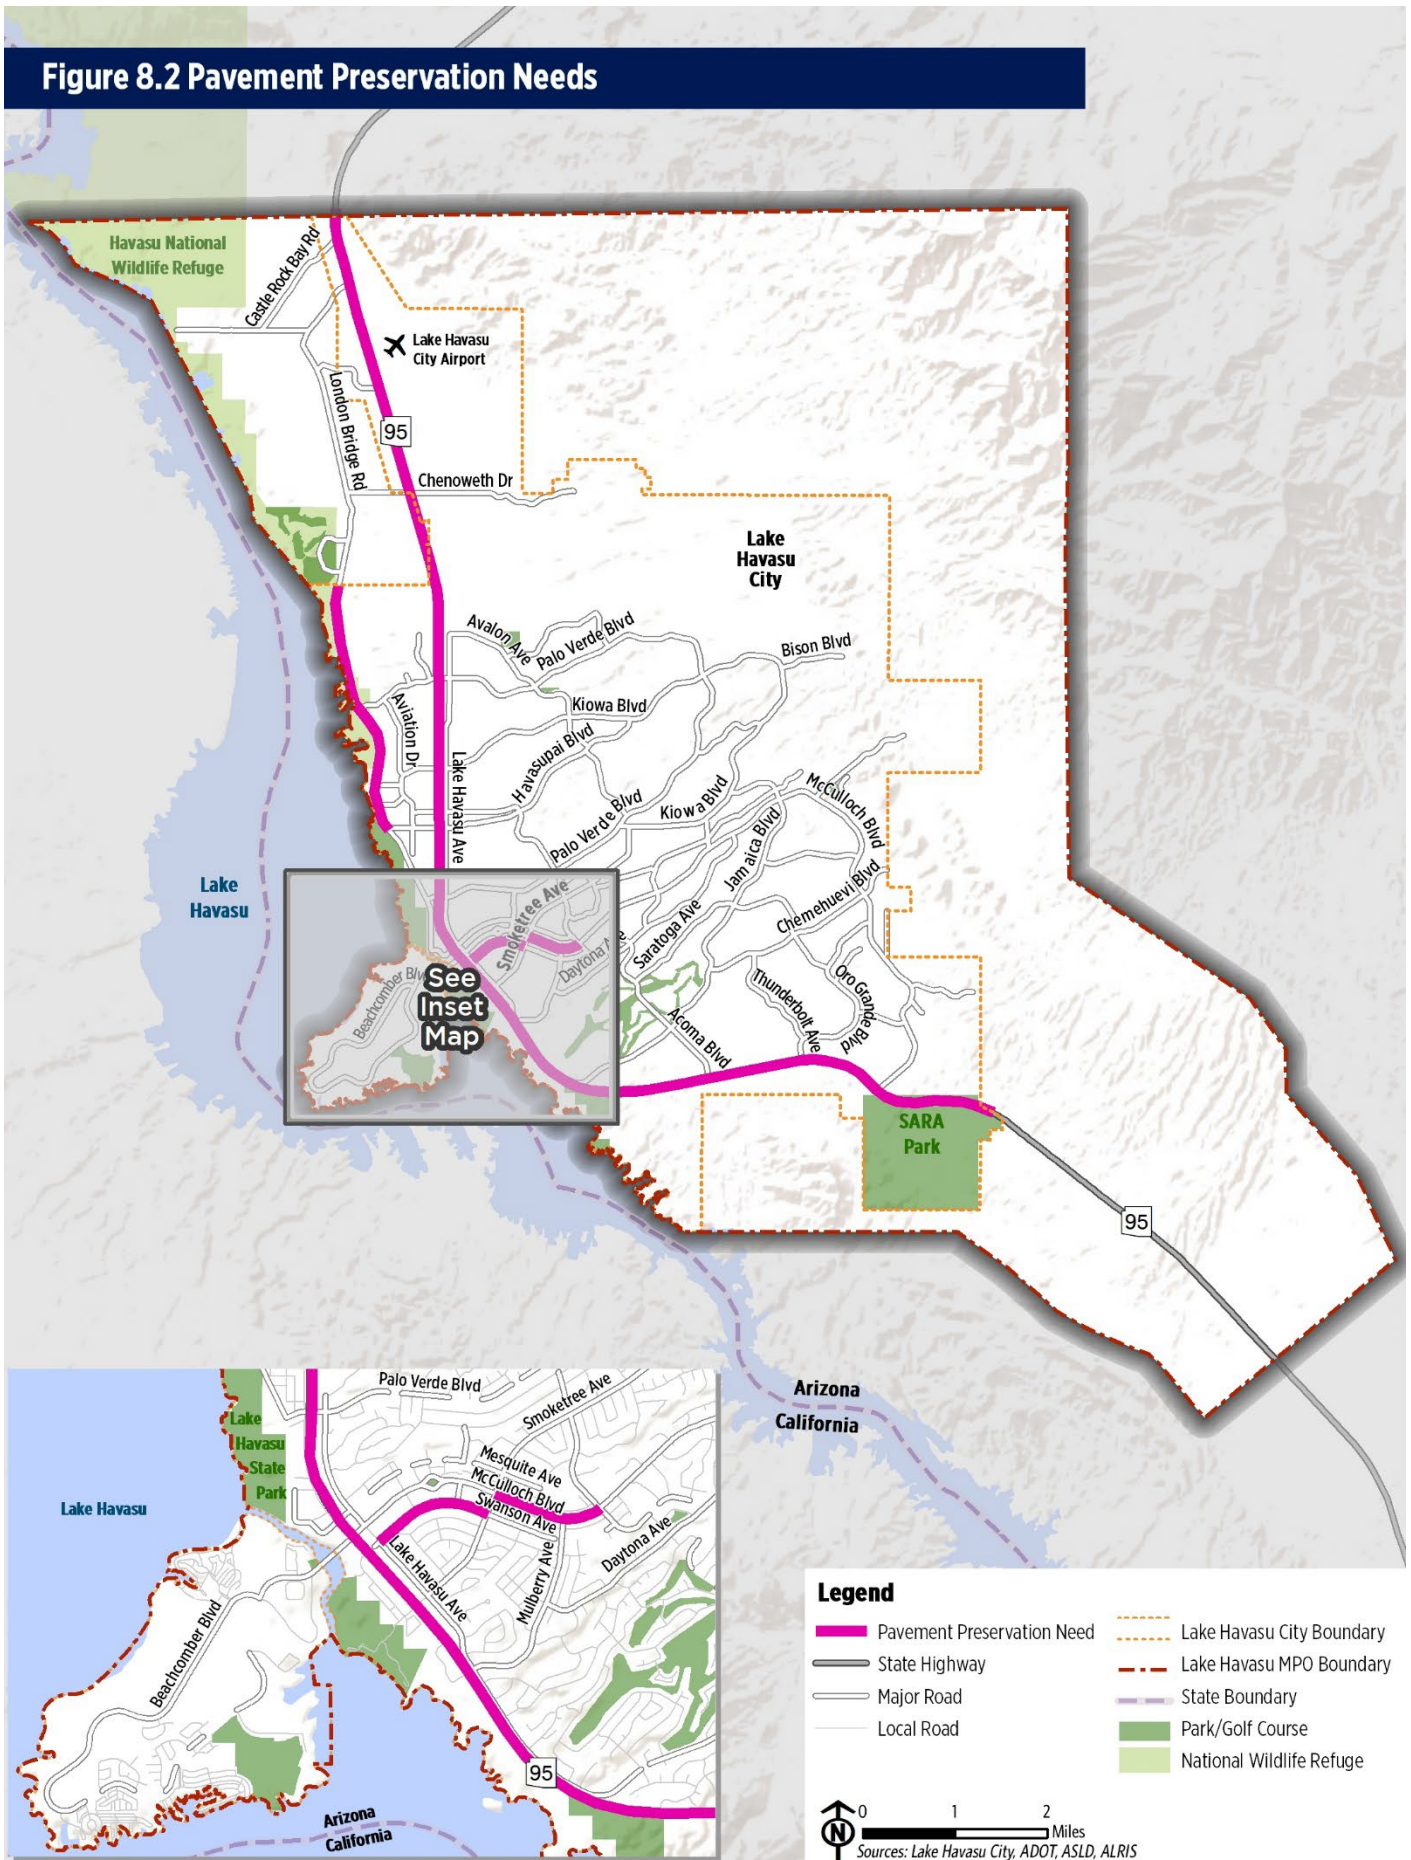 Figure 8.2 Pavement Preservation Needs
Havasu National
Wildlife Refuge
Castle Rock Bay Rd
Lake Havasu
City Airport
London Bridge Rd
95
Chenoweth Dr
Lake
Havasu
City
Avalon Ave
Palo Verde Blvd
Bison Blvd
Kiowa Blvd
Aviation Dr
Havasupai Blvd
Lake Havasu Ave
McCulloch Blvd
Kiowa Blvd
Palo Verde Blvd
Jamaica Blvd
Lake
Havasu
Smoketree Ave
Chemehuevi Blvd
Saratoga Ave
Daytona Ave
Beachcomber Blvd
See
Inset
Map
Thunderbolt Ave
Oro Grande Blvd
Acoma Blvd
SARA
Park
95
Arizona
California
Palo Verde Blvd
Smoketree Ave
Lake
Havasu
State
Park
Mesquite Ave
McCulloch Blvd
Swanson Ave
Lake Havasu
Daytona Ave
Lake Havasu Ave
Mulberry Ave
Beachcomber Blvd
95
Arizona
California
Legend
Pavement Preservation Need
State Highway
Major Road
Local Road
Lake Havasu City Boundary
Lake Havasu MPO Boundary
State Boundary
Park/Golf Course
National Wildlife Refuge
N
0 1 2
Miles
Sources: Lake Havasu City, ADOT, ASLD, ALRIS